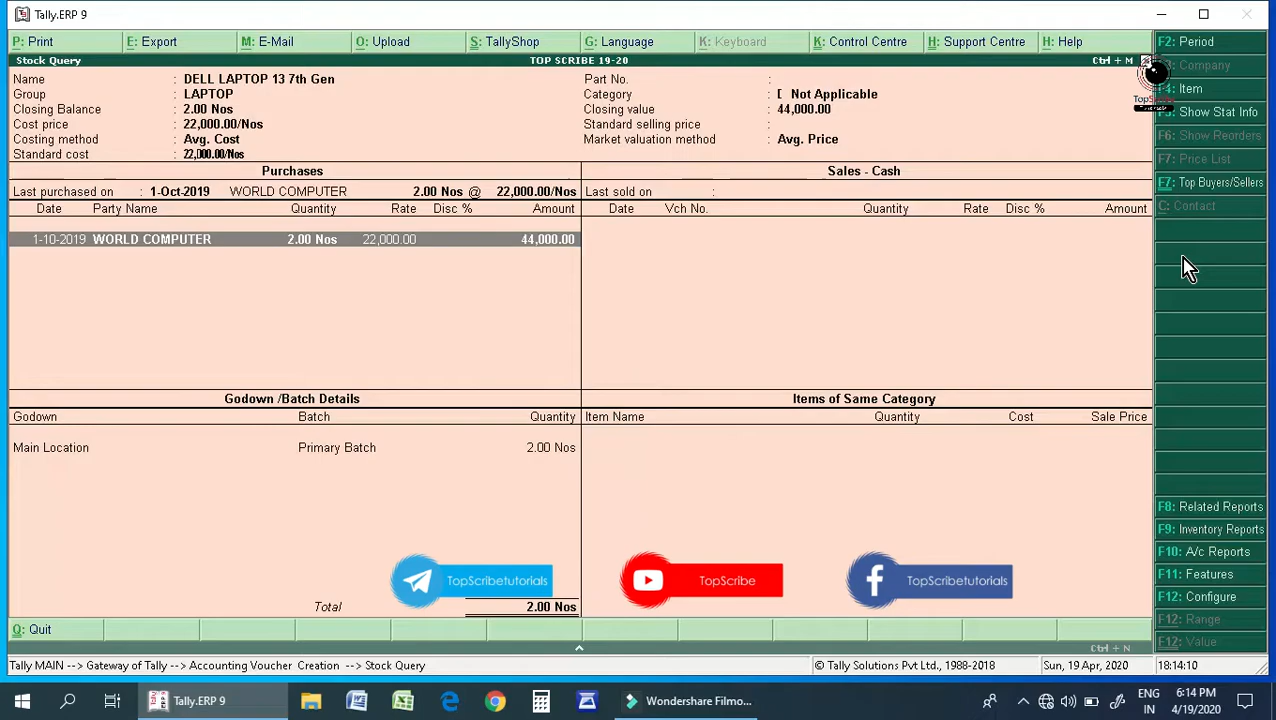 Tally.ERP 9
P: Print E: Export M: E-Mail O: Upload S: TallyShop G: Language K: Keyboard K: Control Centre H: Support Centre H: Help F2: Period
Stock Query TOP SCRIBE 19-20 Ctrl + M
Company
Name : DELL LAPTOP 13 7th Gen Part No. :
Group : LAPTOP Category : [ Not Applicable
Item
Closing Balance : 2.00 Nos Closing value : 44,000.00
Show Stat Info
Cost price : 22,000.00/Nos Standard selling price :
Costing method : Avg. Cost Market valuation method : Avg. Price
F6: Show Reorders
Standard cost : 22,000.00/Nos
F7: Price List
Purchases Sales - Cash
F7: Top Buyers/Sellers
Last purchased on : 1-Oct-2019 WORLD COMPUTER 2.00 Nos @ 22,000.00/Nos Last sold on :
C: Contact
Date Party Name Quantity Rate Disc % Amount Date Vch No. Quantity Rate Disc % Amount
1-10-2019 WORLD COMPUTER 2.00 Nos 22,000.00 44,000.00
Godown /Batch Details Items of Same Category
Godown Batch Quantity Item Name Quantity Cost Sale Price
Main Location Primary Batch 2.00 Nos
F8: Related Reports
F9: Inventory Reports
F10: A/c Reports
F11: Features
F12: Configure
F12: Range
F12: Value
TopScribetutorials TopScribe TopScribetutorials
Total 2.00 Nos
Q: Quit
Ctrl + N
Tally MAIN --> Gateway of Tally --> Accounting Voucher Creation --> Stock Query © Tally Solutions Pvt Ltd., 1988-2018 Sun, 19 Apr, 2020 18:14:10
Tally.ERP 9 Wondershare Filmo... ENG IN 6:14 PM 4/19/2020